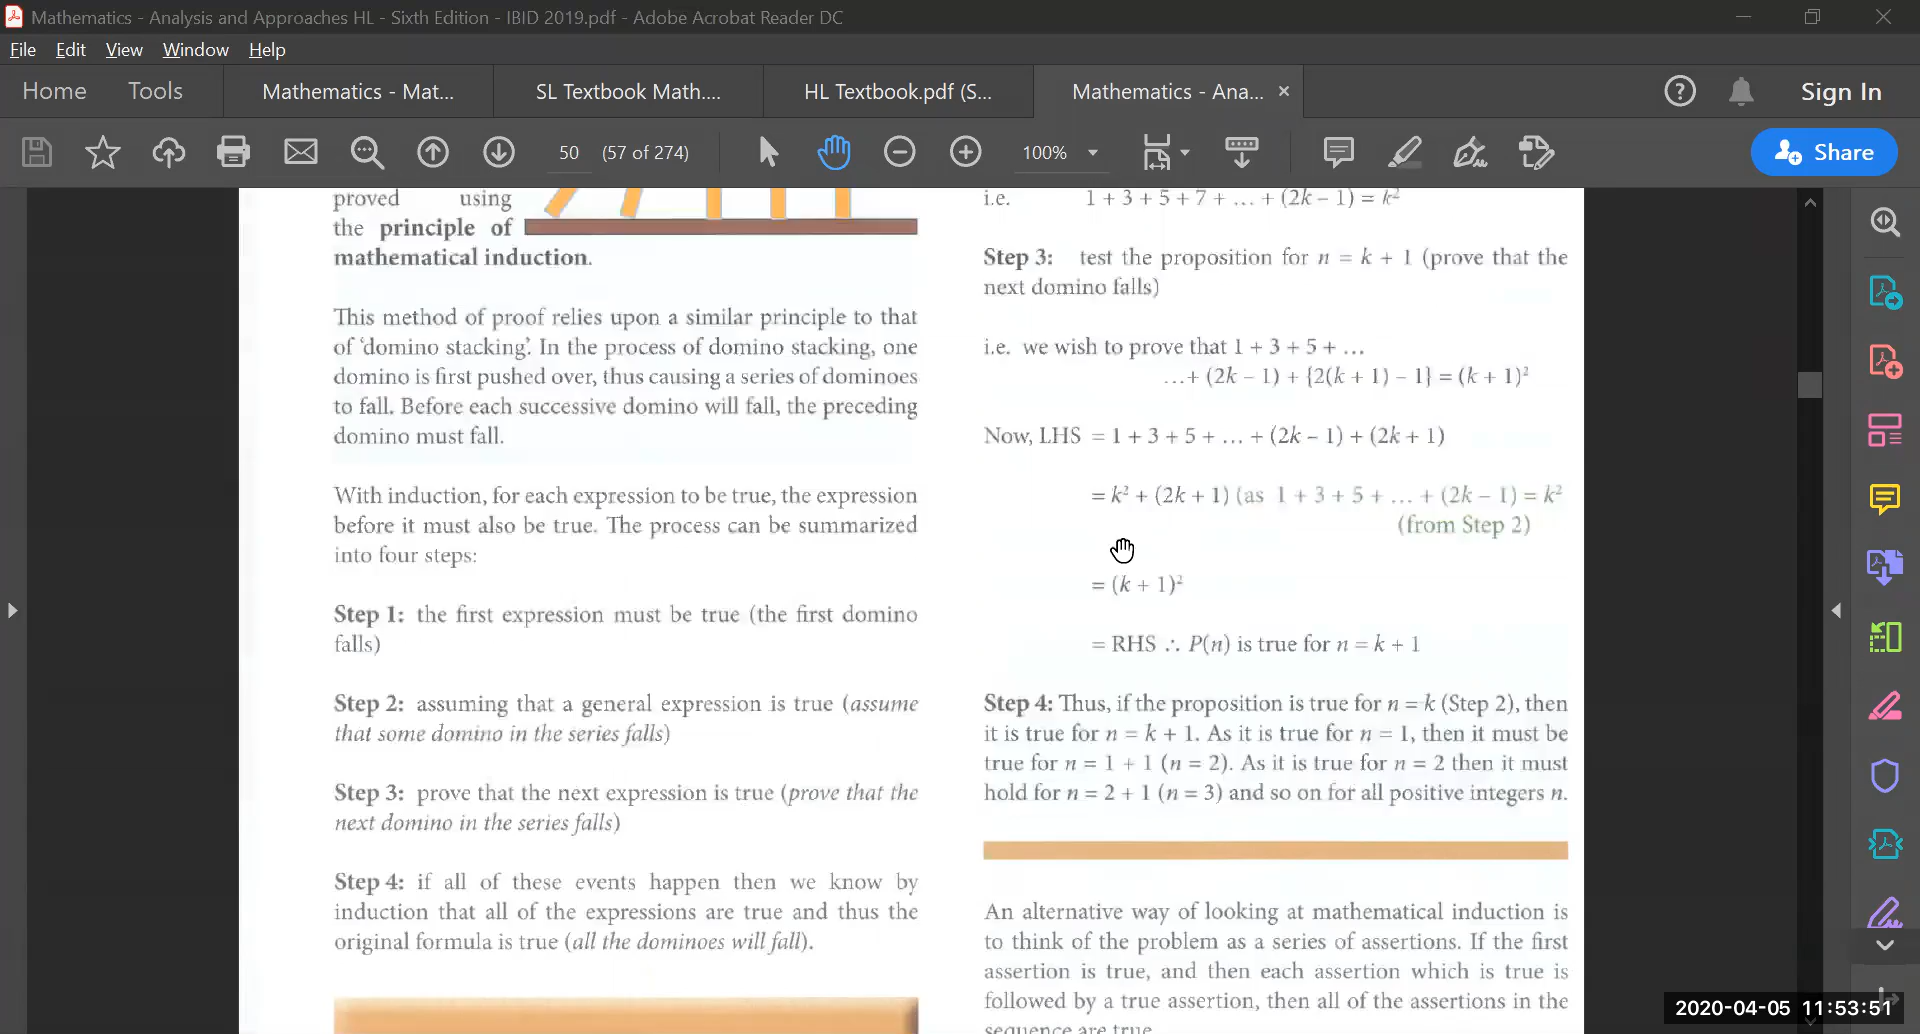 Mathematics - Analysis and Approaches HL - Sixth Edition - IBID 2019.pdf - Adobe Acrobat Reader DC
File Edit View Window Help
Home Tools Mathematics - Mat... SL Textbook Math.... HL Textbook.pdf (S... Mathematics - Ana... × Sign In
50 (57 of 274) 100% Share
proved using
the principle of
mathematical induction.
This method of proof relies upon a similar principle to that
of ‘domino stacking’. In the process of domino stacking, one
domino is first pushed over, thus causing a series of dominoes
to fall. Before each successive domino will fall, the preceding
domino must fall.
With induction, for each expression to be true, the expression
before it must also be true. The process can be summarized
into four steps:
Step 1: the first expression must be true (the first domino
falls)
Step 2: assuming that a general expression is true (assume
that some domino in the series falls)
Step 3: prove that the next expression is true (prove that the
next domino in the series falls)
Step 4: if all of these events happen then we know by
induction that all of the expressions are true and thus the
original formula is true (all the dominoes will fall).
i.e. 1 + 3 + 5 + 7 + … + (2k – 1) = k²
Step 3: test the proposition for n = k + 1 (prove that the
next domino falls)
i.e. we wish to prove that 1 + 3 + 5 + …
…+ (2k – 1) + {2(k + 1) – 1} = (k + 1)²
Now, LHS = 1 + 3 + 5 + … + (2k – 1) + (2k + 1)
= k² + (2k + 1) (as 1 + 3 + 5 + … + (2k – 1) = k²
(from Step 2)
= (k + 1)²
= RHS ∴ P(n) is true for n = k + 1
Step 4: Thus, if the proposition is true for n = k (Step 2), then
it is true for n = k + 1. As it is true for n = 1, then it must be
true for n = 1 + 1 (n = 2). As it is true for n = 2 then it must
hold for n = 2 + 1 (n = 3) and so on for all positive integers n.
An alternative way of looking at mathematical induction is
to think of the problem as a series of assertions. If the first
assertion is true, and then each assertion which is true is
followed by a true assertion, then all of the assertions in the
sequence are true.
2020-04-05 11:53:51